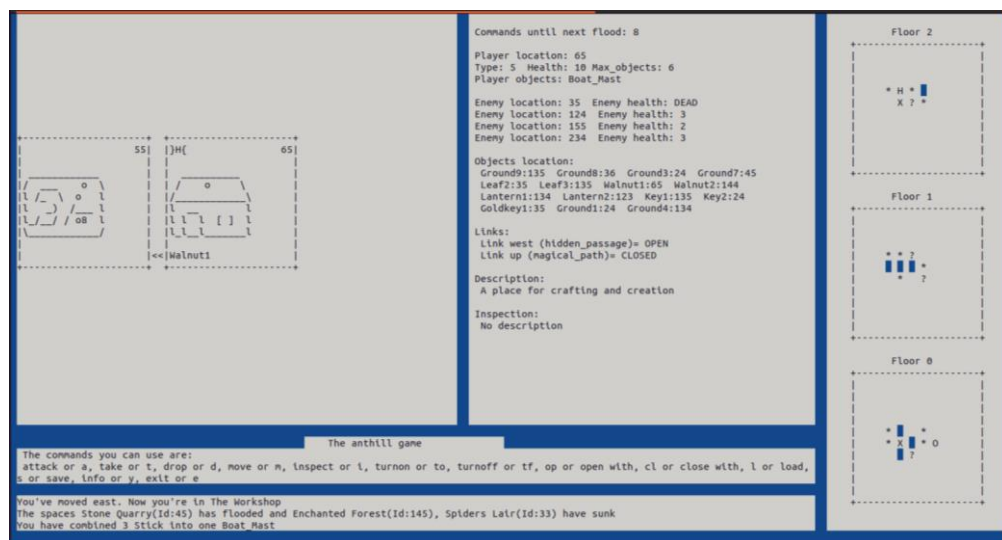 55| |}H{ 65|
|<<|Walnut1
Commands until next flood: 8
Player location: 65
Type: 5 Health: 10 Max_objects: 6
Player objects: Boat_Mast
Enemy location: 35 Enemy health: DEAD
Enemy location: 124 Enemy health: 3
Enemy location: 155 Enemy health: 2
Enemy location: 234 Enemy health: 3
Objects location:
Ground9:135 Ground8:36 Ground3:24 Ground7:45
Leaf2:35 Leaf3:135 Walnut1:65 Walnut2:144
Lantern1:134 Lantern2:123 Key1:135 Key2:24
Goldkey1:35 Ground1:24 Ground4:134
Links:
Link west (hidden_passage)= OPEN
Link up (magical_path)= CLOSED
Description:
A place for crafting and creation
Inspection:
No description
Floor 2
* H *
X ? *
Floor 1
* * ?
*
* ?
Floor 0
* *
* X * O
?
The anthill game
The commands you can use are:
attack or a, take or t, drop or d, move or m, inspect or i, turnon or to, turnoff or tf, op or open with, cl or close with, l or load,
s or save, info or y, exit or e
You've moved east. Now you're in The Workshop
The spaces Stone Quarry(Id:45) has flooded and Enchanted Forest(Id:145), Spiders Lair(Id:33) have sunk
You have combined 3 Stick into one Boat_Mast